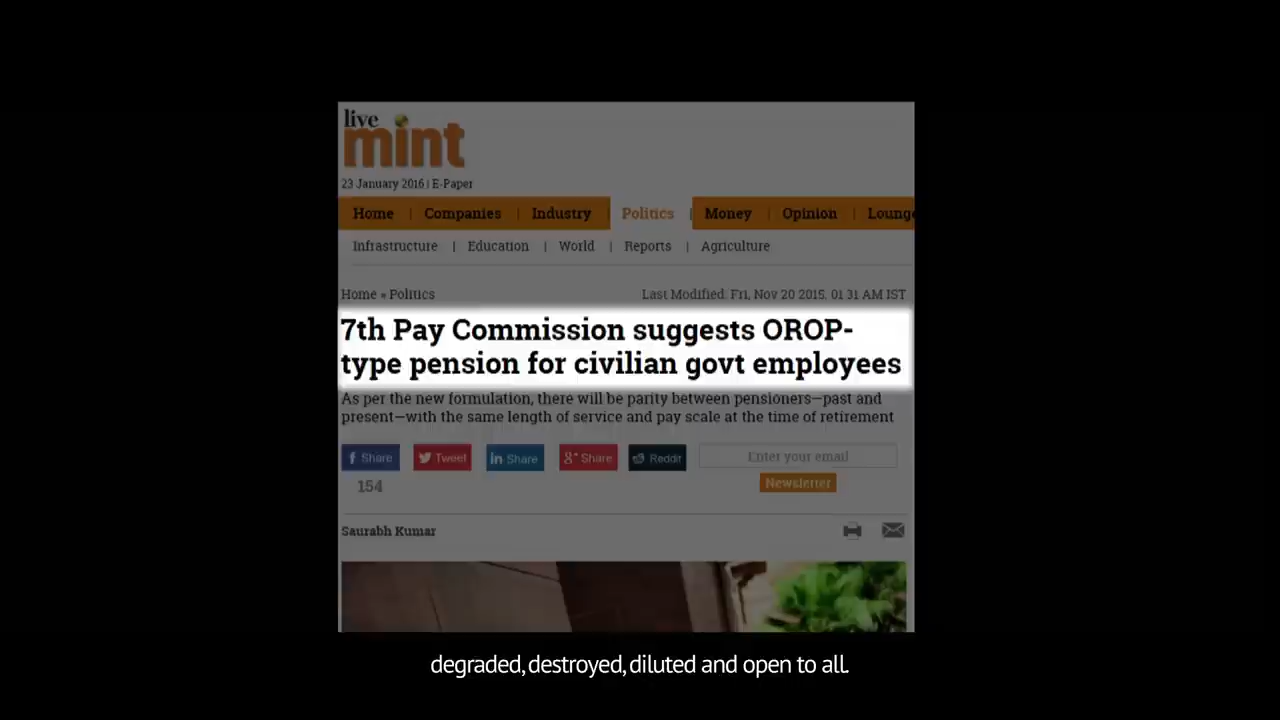 live
mint
23 January 2016 | E-Paper
Home | Companies | Industry | Politics | Money | Opinion | Lounge
Infrastructure | Education | World | Reports | Agriculture
Home » Politics
Last Modified: Fri, Nov 20 2015. 01 31 AM IST
7th Pay Commission suggests OROP-
type pension for civilian govt employees
As per the new formulation, there will be parity between pensioners—past and
present—with the same length of service and pay scale at the time of retirement
Share Tweet Share Share Reddit Enter your email
154
Newsletter
Saurabh Kumar
degraded, destroyed, diluted and open to all.